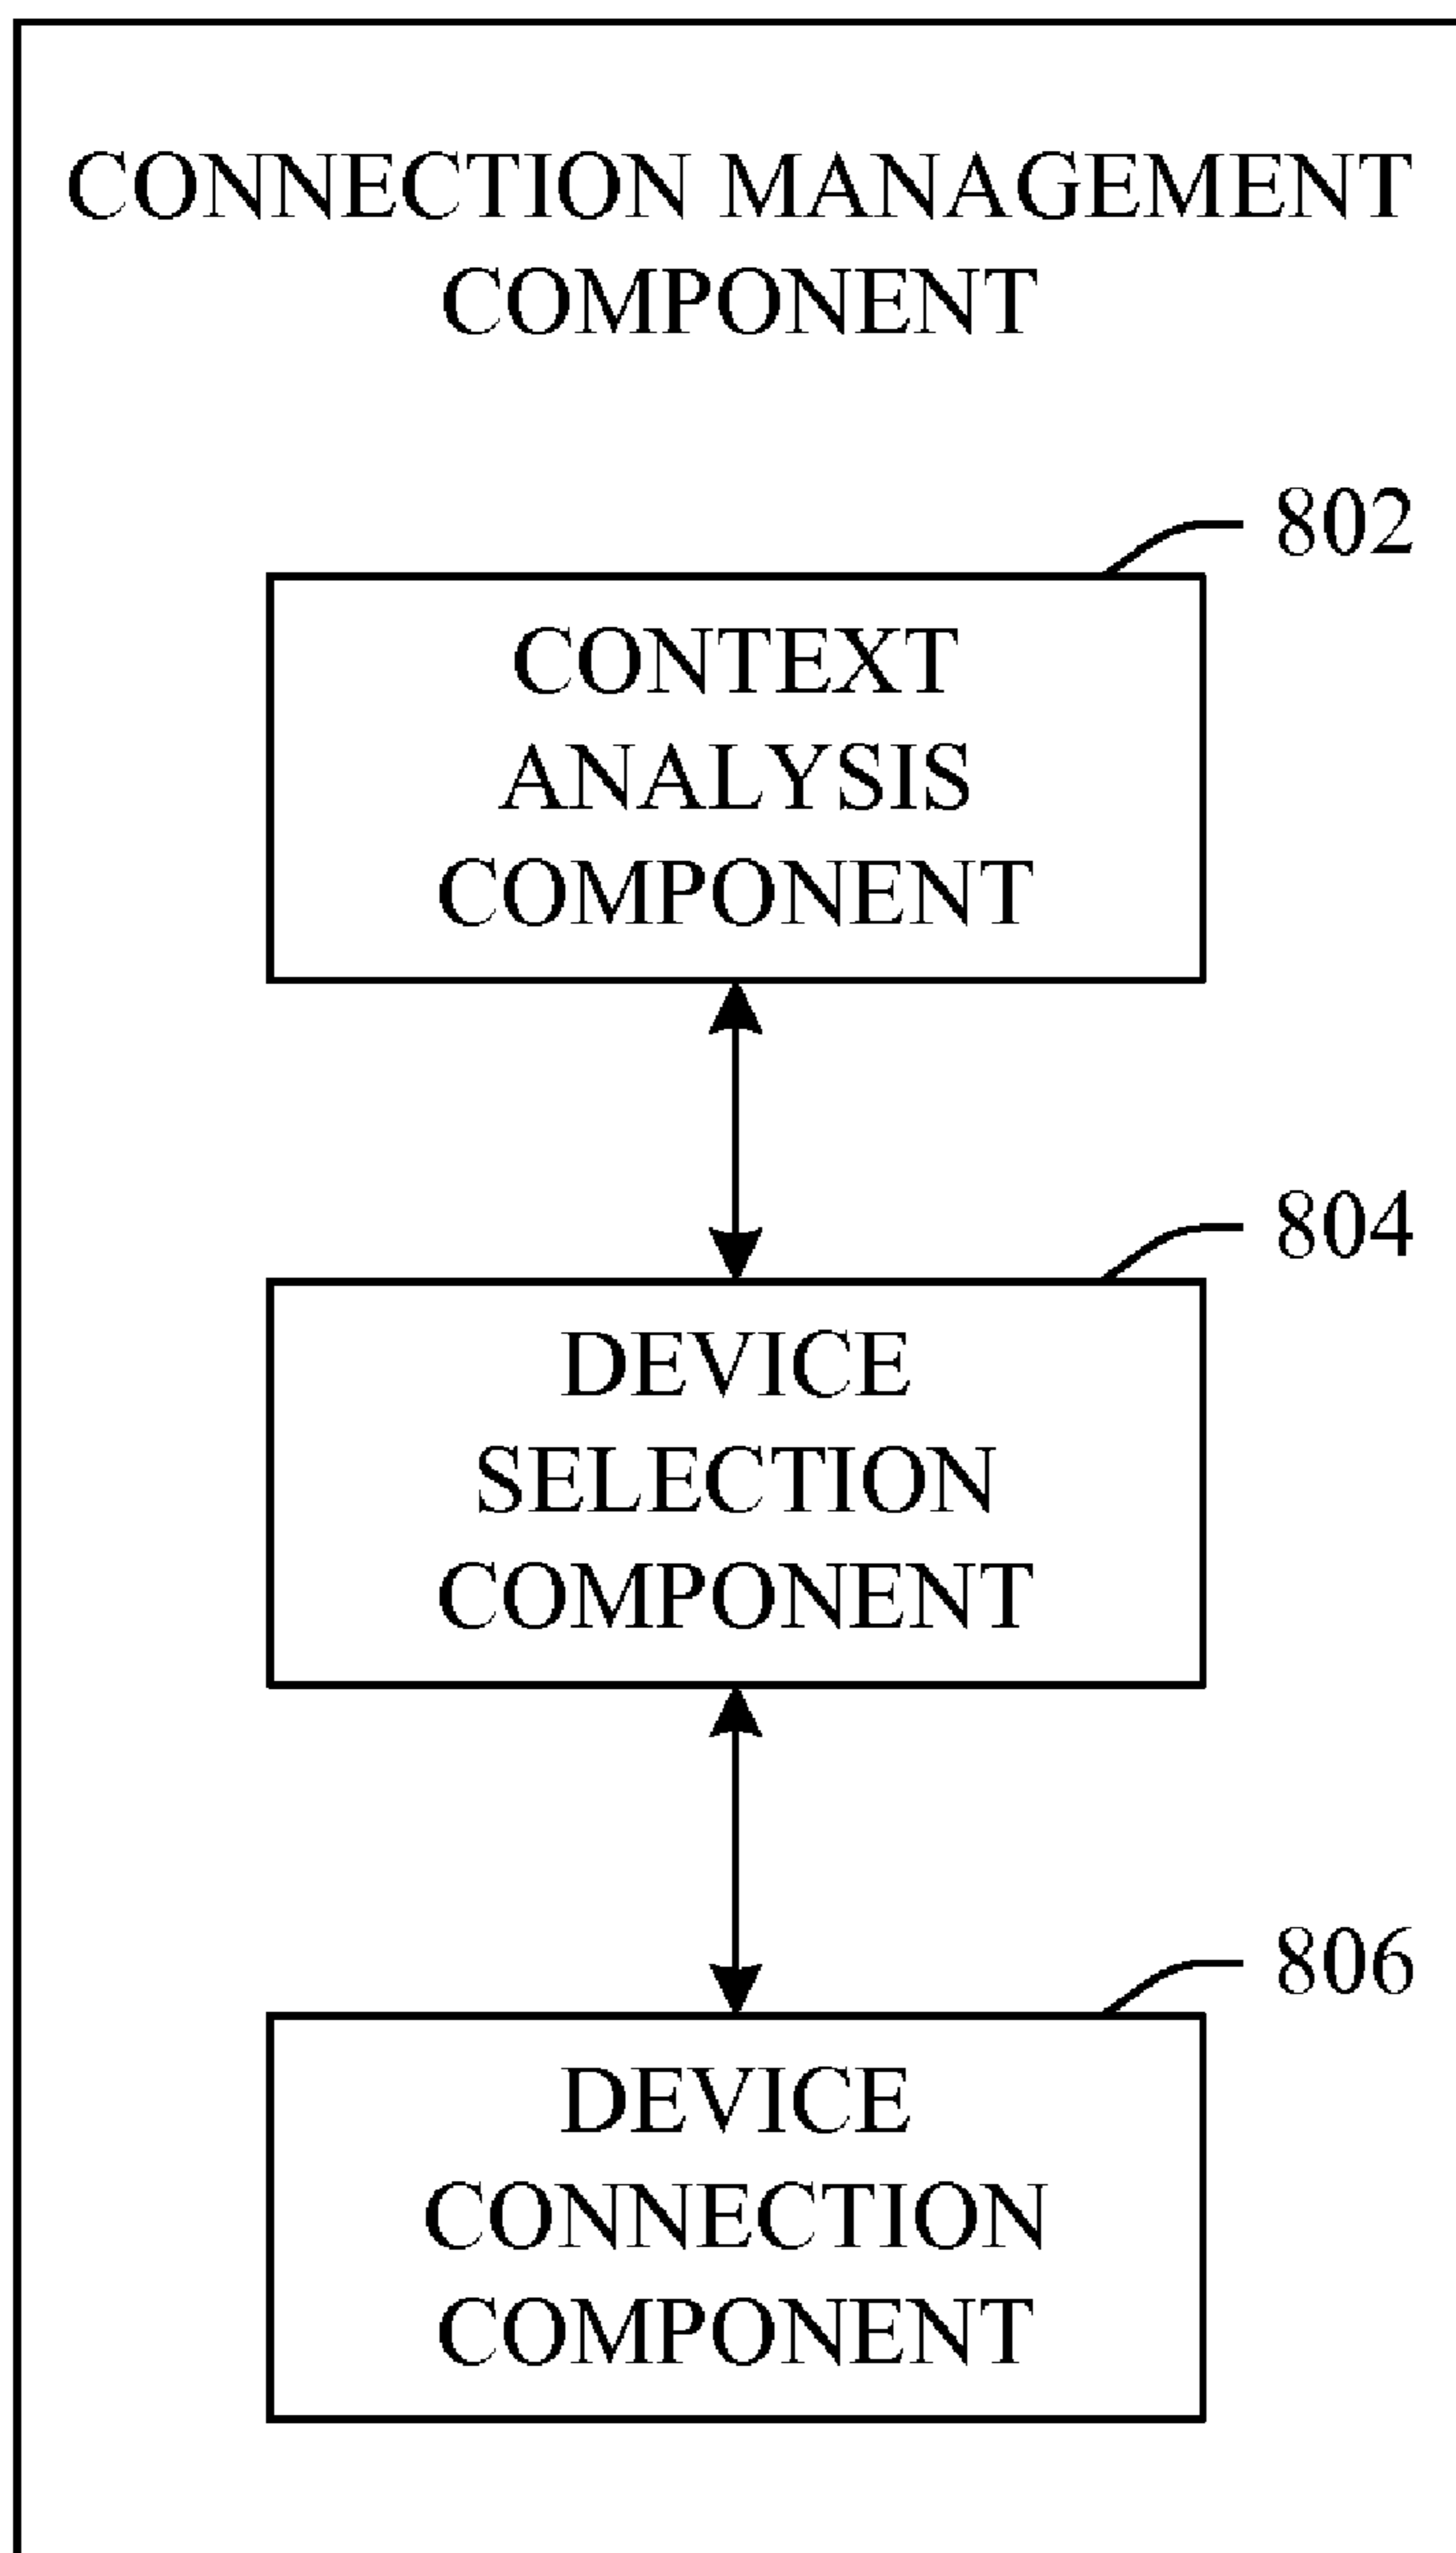 CONNECTION MANAGEMENT
COMPONENT
802
CONTEXT
ANALYSIS
COMPONENT
804
DEVICE
SELECTION
COMPONENT
806
DEVICE
CONNECTION
COMPONENT